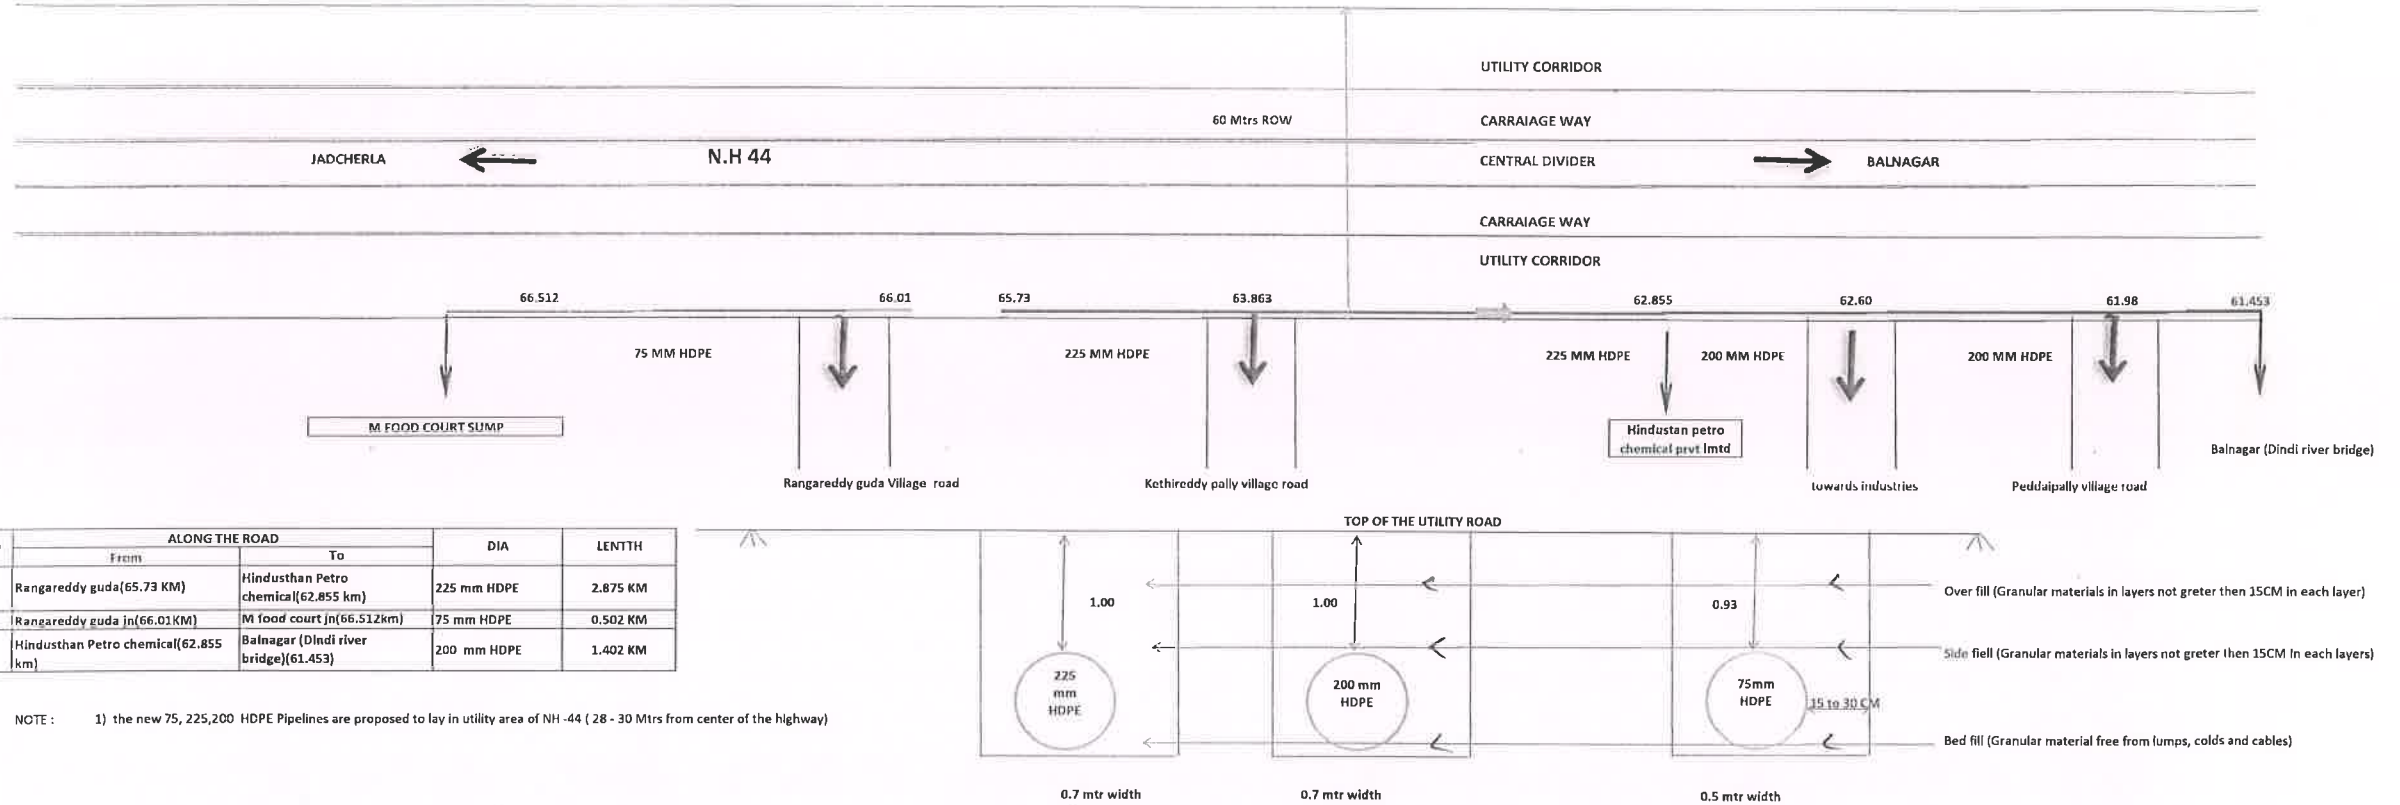 UTILITY CORRIDOR
60 Mtrs ROW
CARRAIAGE WAY
JADCHERLA
N.H 44
CENTRAL DIVIDER
BALNAGAR
CARRAIAGE WAY
UTILITY CORRIDOR
66.512
66.01
65.73
63.863
62.855
62.60
61.98
61.453
75 MM HDPE
225 MM HDPE
225 MM HDPE
200 MM HDPE
200 MM HDPE
M FOOD COURT SUMP
Hindustan petro
chemical prvt lmtd
Balnagar (Dindi river bridge)
Rangareddy guda Village road
Kethireddy pally village road
towards industries
Peddaipally village road
ALONG THE ROAD
DIA
LENTTH
From
To
Rangareddy guda(65.73 KM)
Hindusthan Petro
chemical(62.855 km)
225 mm HDPE
2.875 KM
Rangareddy guda jn(66.01KM)
M food court jn(66.512km)
75 mm HDPE
0.502 KM
Hindusthan Petro chemical(62.855
km)
Balnagar (Dindi river
bridge)(61.453)
200 mm HDPE
1.402 KM
NOTE :
1) the new 75, 225,200 HDPE Pipelines are proposed to lay in utility area of NH -44 ( 28 - 30 Mtrs from center of the highway)
TOP OF THE UTILITY ROAD
1.00
1.00
0.93
Over fill (Granular materials in layers not greter then 15CM in each layer)
Side fiell (Granular materials in layers not greter then 15CM in each layers)
225
mm
HDPE
200 mm
HDPE
75mm
HDPE
15 to 30 CM
Bed fill (Granular material free from lumps, colds and cables)
0.7 mtr width
0.7 mtr width
0.5 mtr width